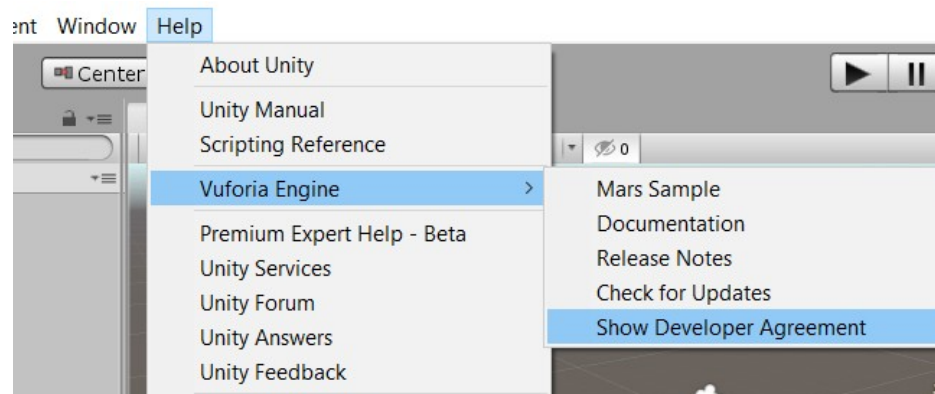 ent Window Help
Center
About Unity
Unity Manual
Scripting Reference
0
Vuforia Engine
Premium Expert Help - Beta
Unity Services
Unity Forum
Unity Answers
Unity Feedback
Mars Sample
Documentation
Release Notes
Check for Updates
Show Developer Agreement